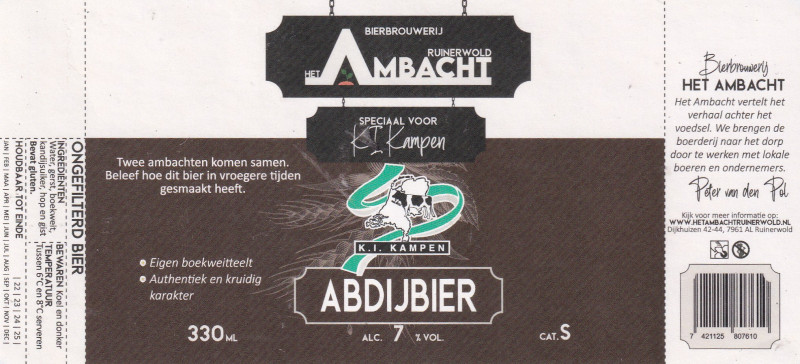 BIERBROUWERIJ
RUINERWOLD
HET AMBACHT
SPECIAAL VOOR
K.I. Kampen
Twee ambachten komen samen.
Beleef hoe dit bier in vroegere tijden
gesmaakt heeft.
K.I. KAMPEN
• Eigen boekweitteelt
• Authentiek en kruidig
karakter
ABDIJBIER
330 ML
ALC. 7 % VOL.
CAT. S
ONGEFILTERD BIER
INGREDIËNTEN
Water, gerst, boekweit,
kandijsuiker, hop en gist
Bevat gluten.
HOUDBAAR TOT EINDE
JAN | FEB | MAA | APR | MEI | JUN | JUL | AUG | SEP | OKT | NOV | DEC |
BEWAREN Koel en donker
TEMPERATUUR
Tussen 6°C en 8°C serveren
| 22 | 23 | 24 | 25 |
Bierbrouwerij
HET AMBACHT
Het Ambacht vertelt het
verhaal achter het
voedsel. We brengen de
boerderij naar het dorp
door te werken met lokale
boeren en ondernemers.
Peter van den Pol
Kijk voor meer informatie op:
WWW.HETAMBACHTRUINERWOLD.NL
Dijkhuizen 42-44, 7961 AL Ruinerwold
7 421125 807610